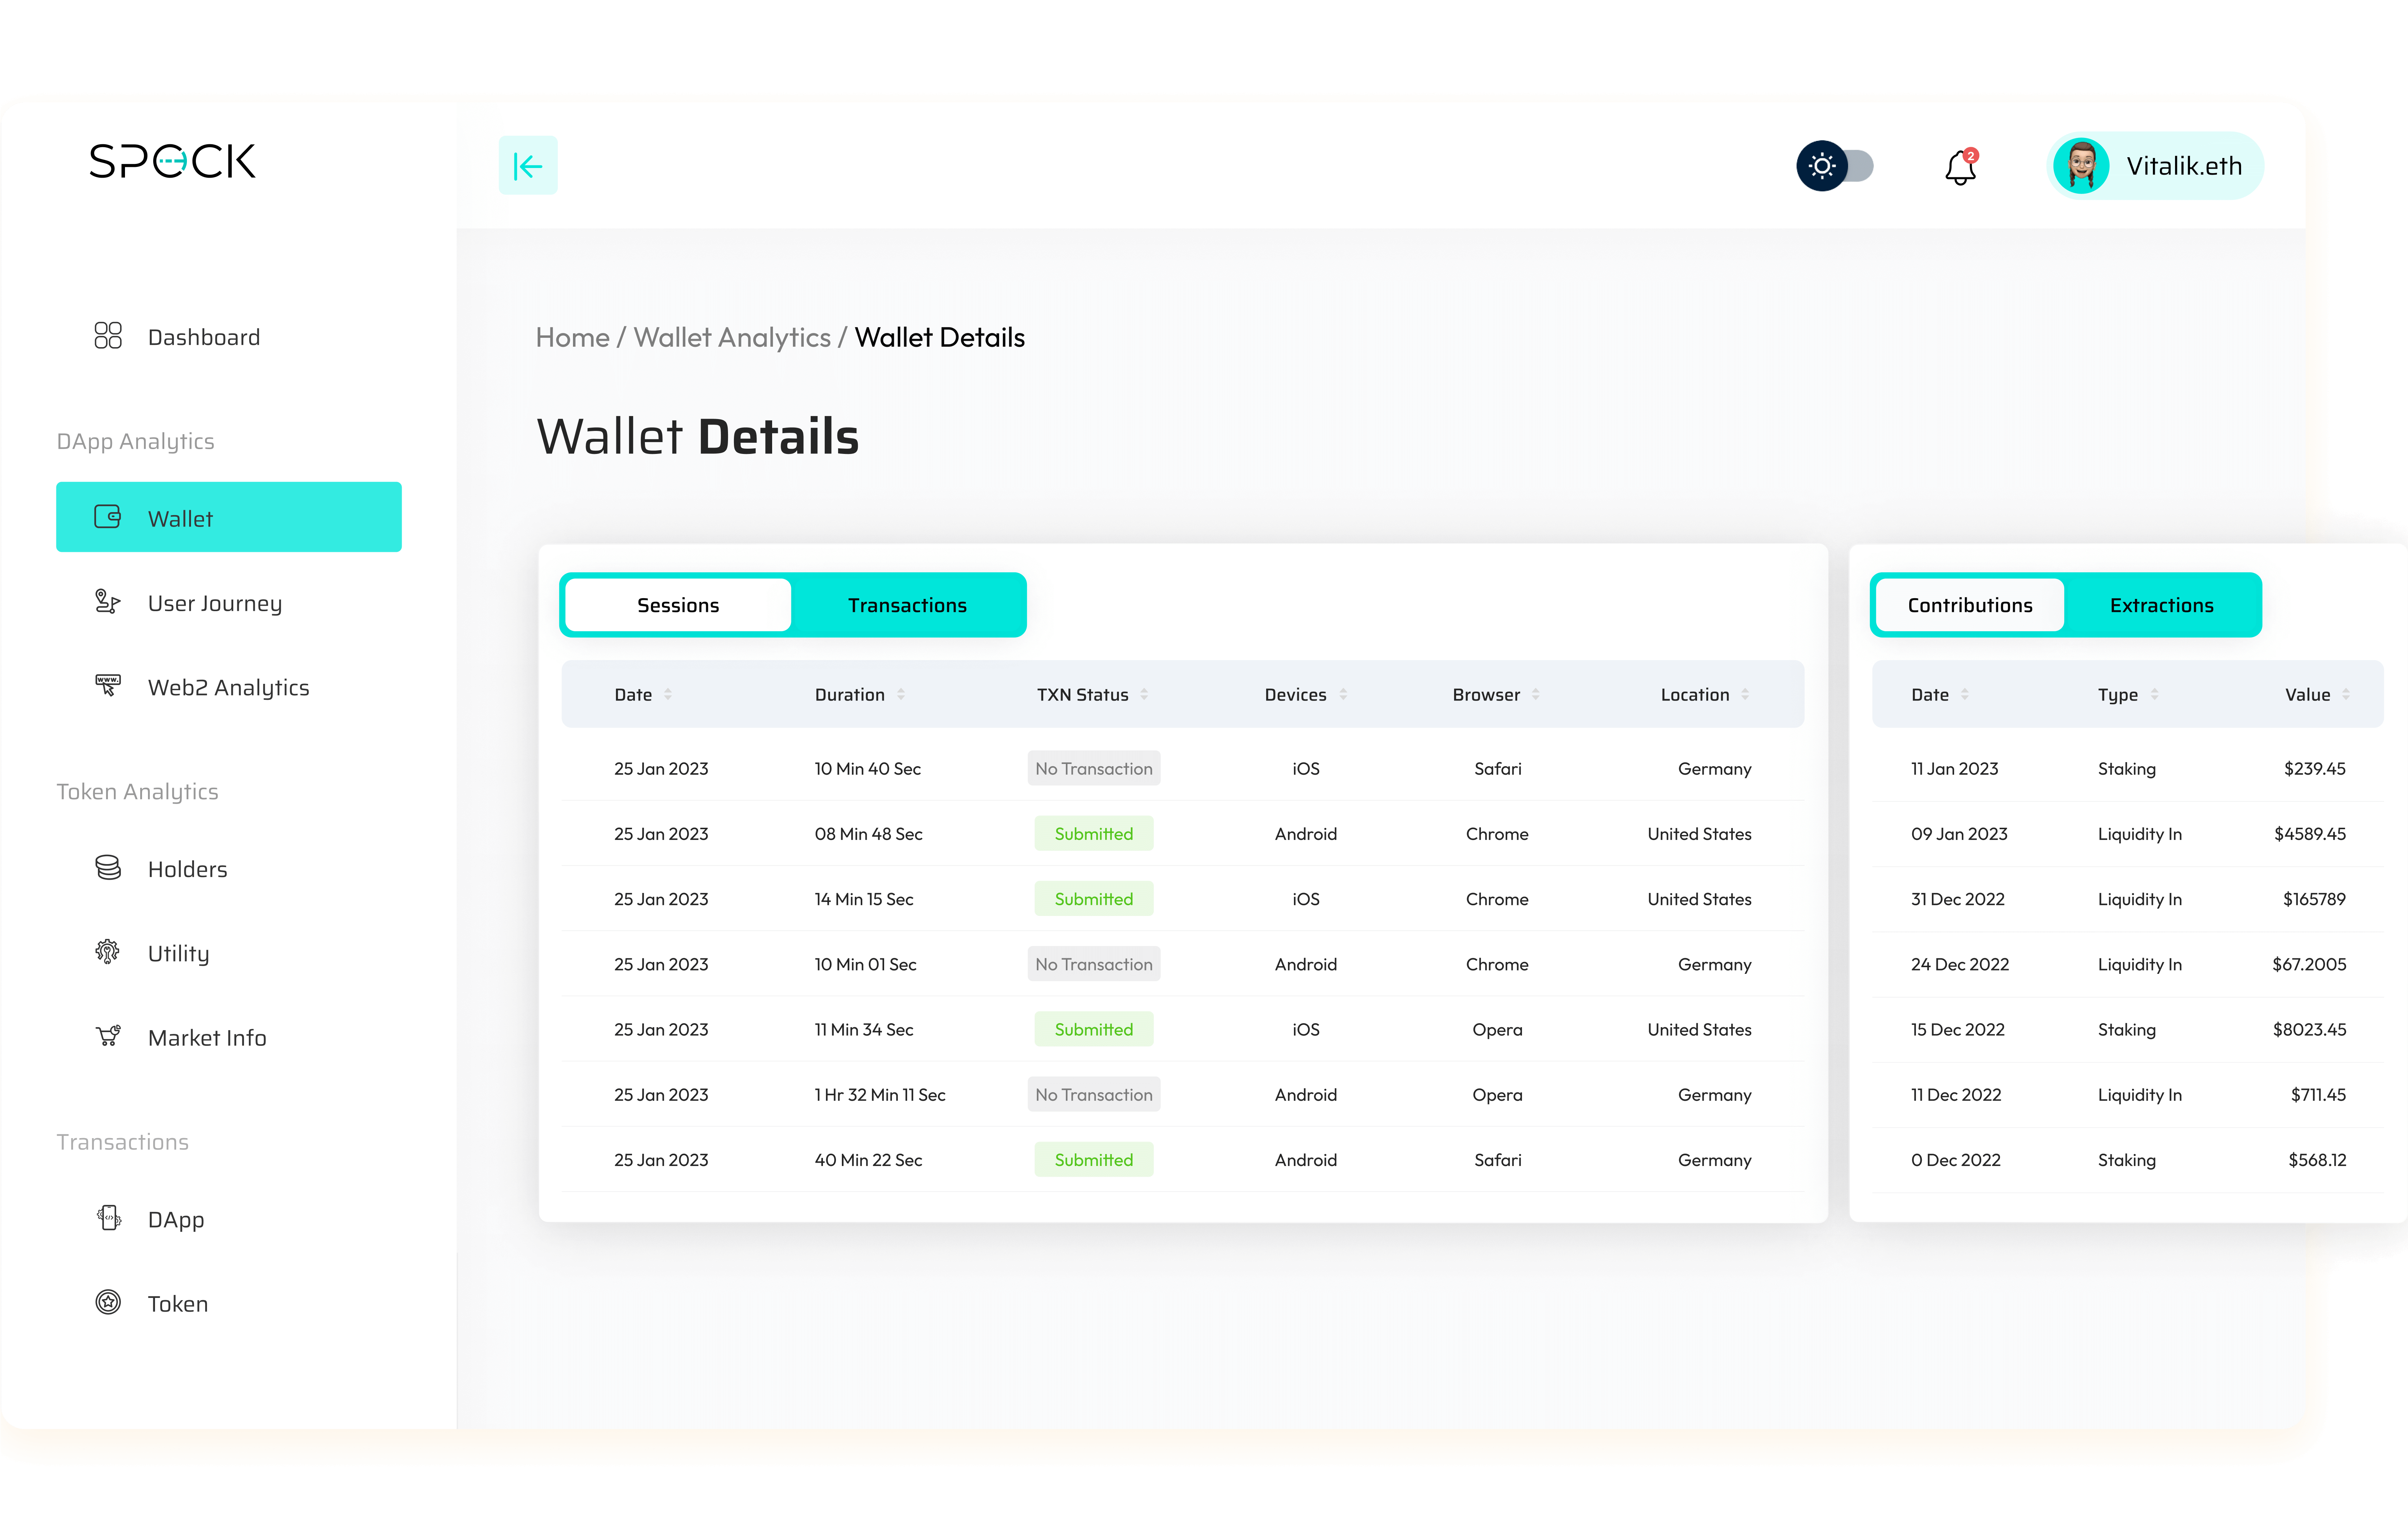 SPOCK
2
Vitalik.eth
Dashboard
DApp Analytics
Wallet
User Journey
www.
Web2 Analytics
Token Analytics
Holders
Utility
Market Info
Transactions
DApp
Token
Home / Wallet Analytics / Wallet Details
Wallet Details
Sessions Transactions
Date Duration TXN Status Devices Browser Location
25 Jan 2023 10 Min 40 Sec No Transaction iOS Safari Germany
25 Jan 2023 08 Min 48 Sec Submitted Android Chrome United States
25 Jan 2023 14 Min 15 Sec Submitted iOS Chrome United States
25 Jan 2023 10 Min 01 Sec No Transaction Android Chrome Germany
25 Jan 2023 11 Min 34 Sec Submitted iOS Opera United States
25 Jan 2023 1 Hr 32 Min 11 Sec No Transaction Android Opera Germany
25 Jan 2023 40 Min 22 Sec Submitted Android Safari Germany
Contributions Extractions
Date Type Value
11 Jan 2023 Staking $239.45
09 Jan 2023 Liquidity In $4589.45
31 Dec 2022 Liquidity In $165789
24 Dec 2022 Liquidity In $67.2005
15 Dec 2022 Staking $8023.45
11 Dec 2022 Liquidity In $711.45
0 Dec 2022 Staking $568.12